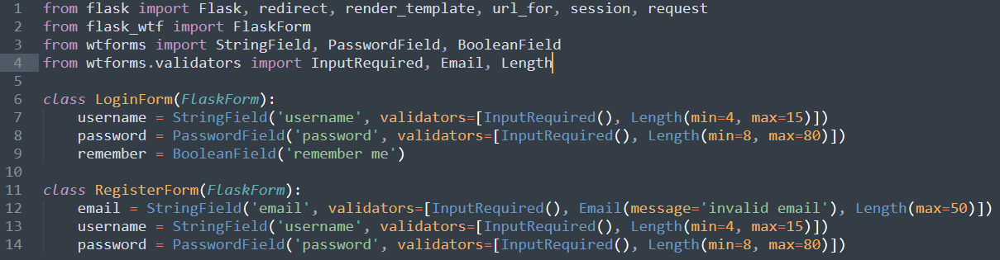 1 from flask import Flask, redirect, render_template, url_for, session, request
2 from flask_wtf import FlaskForm
3 from wtforms import StringField, PasswordField, BooleanField
4 from wtforms.validators import InputRequired, Email, Length
5
6 class LoginForm(FlaskForm):
7     username = StringField('username', validators=[InputRequired(), Length(min=4, max=15)])
8     password = PasswordField('password', validators=[InputRequired(), Length(min=8, max=80)])
9     remember = BooleanField('remember me')
10
11 class RegisterForm(FlaskForm):
12     email = StringField('email', validators=[InputRequired(), Email(message='invalid email'), Length(max=50)])
13     username = StringField('username', validators=[InputRequired(), Length(min=4, max=15)])
14     password = PasswordField('password', validators=[InputRequired(), Length(min=8, max=80)])